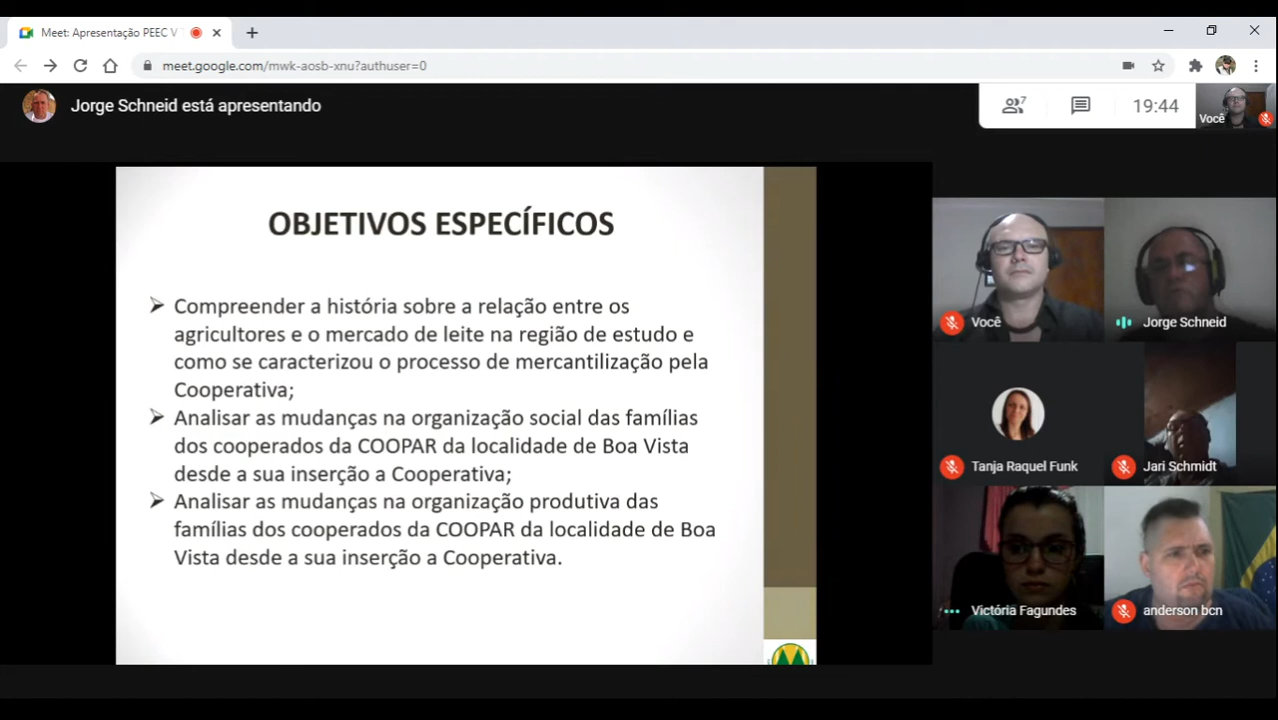 Meet: Apresentação PEEC V
meet.google.com/mwk-aosb-xnu?authuser=0
Jorge Schneid está apresentando
7
19:44
Você
OBJETIVOS ESPECÍFICOS
Compreender a história sobre a relação entre os
agricultores e o mercado de leite na região de estudo e
como se caracterizou o processo de mercantilização pela
Cooperativa;
Analisar as mudanças na organização social das famílias
dos cooperados da COOPAR da localidade de Boa Vista
desde a sua inserção a Cooperativa;
Analisar as mudanças na organização produtiva das
famílias dos cooperados da COOPAR da localidade de Boa
Vista desde a sua inserção a Cooperativa.
Você
Jorge Schneid
Tanja Raquel Funk
Jari Schmidt
Victória Fagundes
anderson bcn